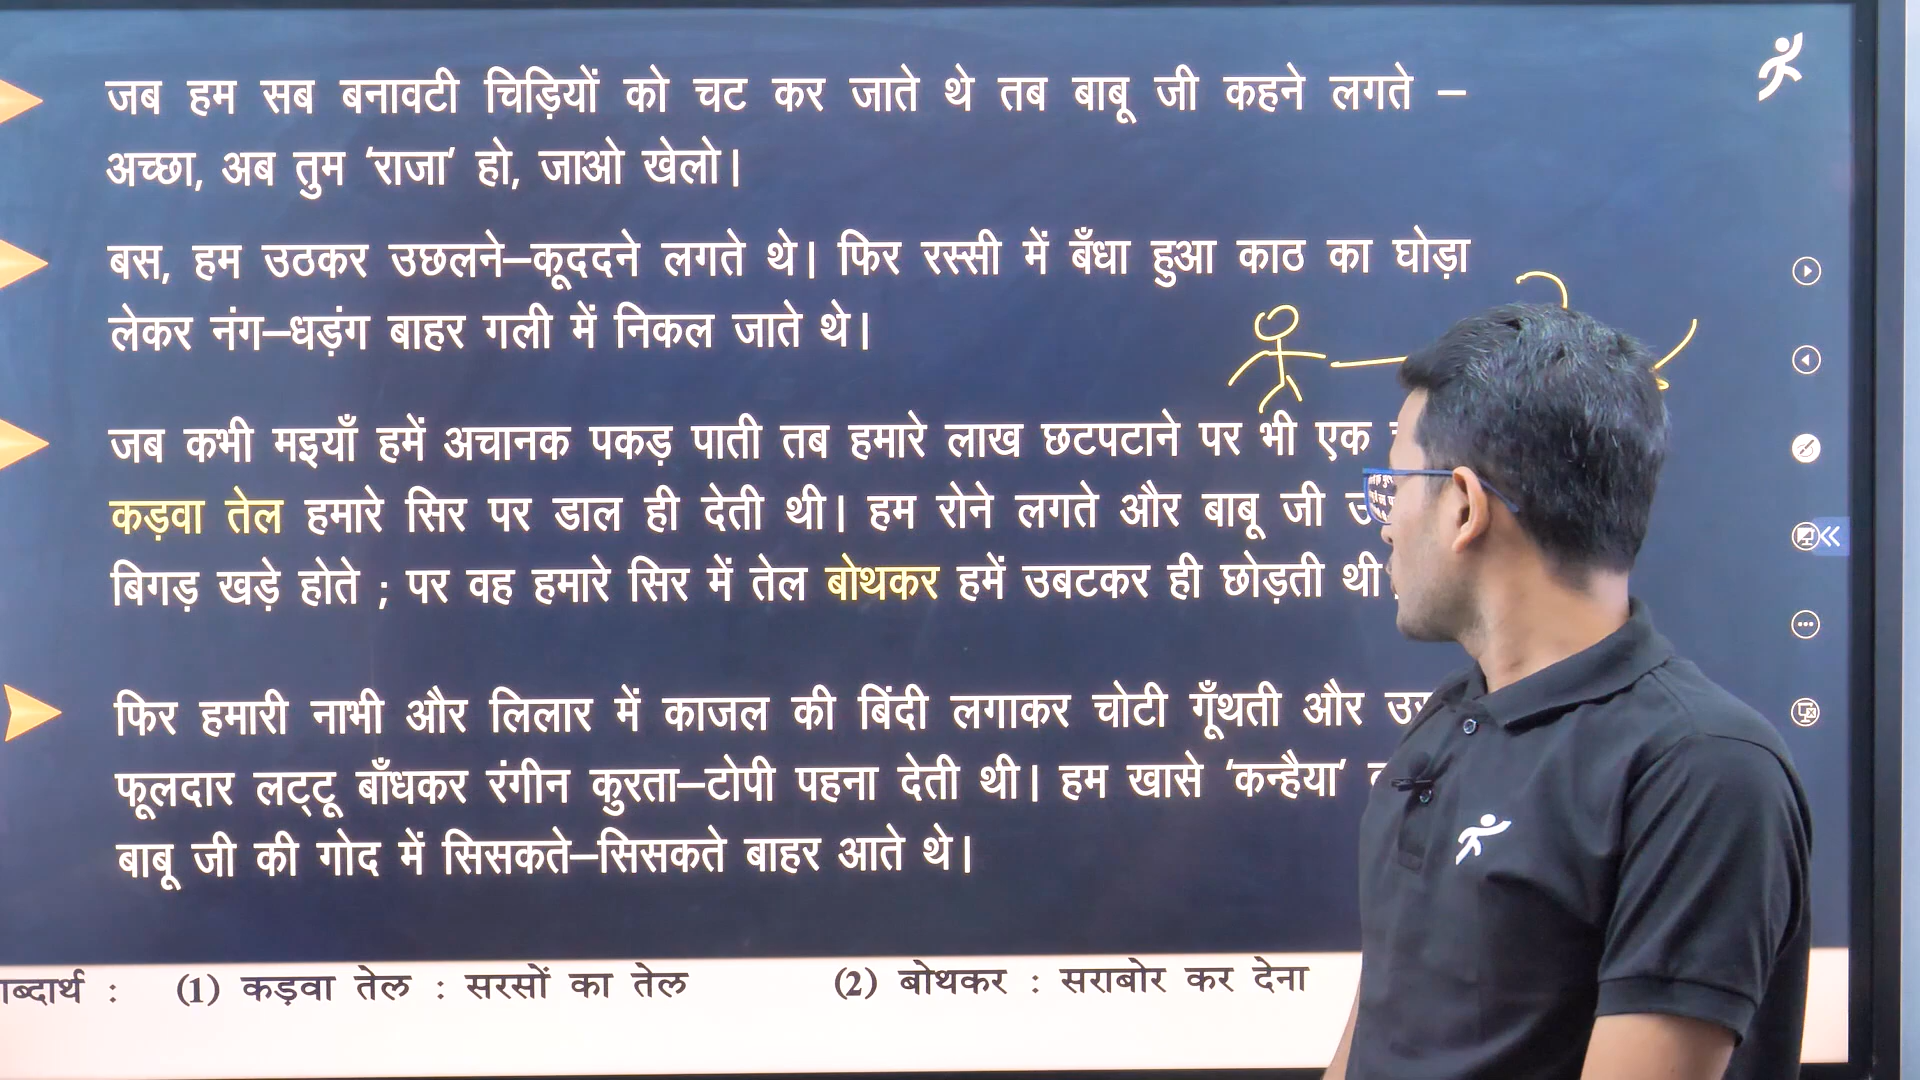 जब हम सब बनावटी चिड़ियों को चट कर जाते थे तब बाबू जी कहने लगते –
अच्छा, अब तुम ‘राजा’ हो, जाओ खेलो।
बस, हम उठकर उछलने–कूददने लगते थे। फिर रस्सी में बँधा हुआ काठ का घोड़ा
लेकर नंग–धड़ंग बाहर गली में निकल जाते थे।
जब कभी मइयाँ हमें अचानक पकड़ पाती तब हमारे लाख छटपटाने पर भी एक
कड़वा तेल हमारे सिर पर डाल ही देती थी। हम रोने लगते और बाबू जी
बिगड़ खड़े होते ; पर वह हमारे सिर में तेल बोथकर हमें उबटकर ही छोड़ती थी
फिर हमारी नाभी और लिलार में काजल की बिंदी लगाकर चोटी गूँथती और
फूलदार लट्टू बाँधकर रंगीन कुरता–टोपी पहना देती थी। हम खासे ‘कन्हैया’
बाबू जी की गोद में सिसकते–सिसकते बाहर आते थे।
ाब्दार्थ : (1) कड़वा तेल : सरसों का तेल (2) बोथकर : सराबोर कर देना